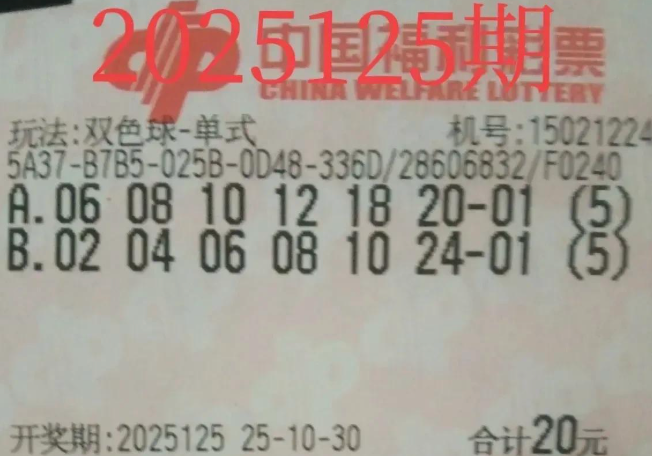 2025125期
中国福利彩票
CHINA WELFARE LOTTERY
玩法:双色球-单式 机号:15021224
5A37-B7B5-025B-0D48-336D/28606832/F0240
A.06 08 10 12 18 20-01 (5)
B.02 04 06 08 10 24-01 (5)
开奖期:2025125 25-10-30 合计20元